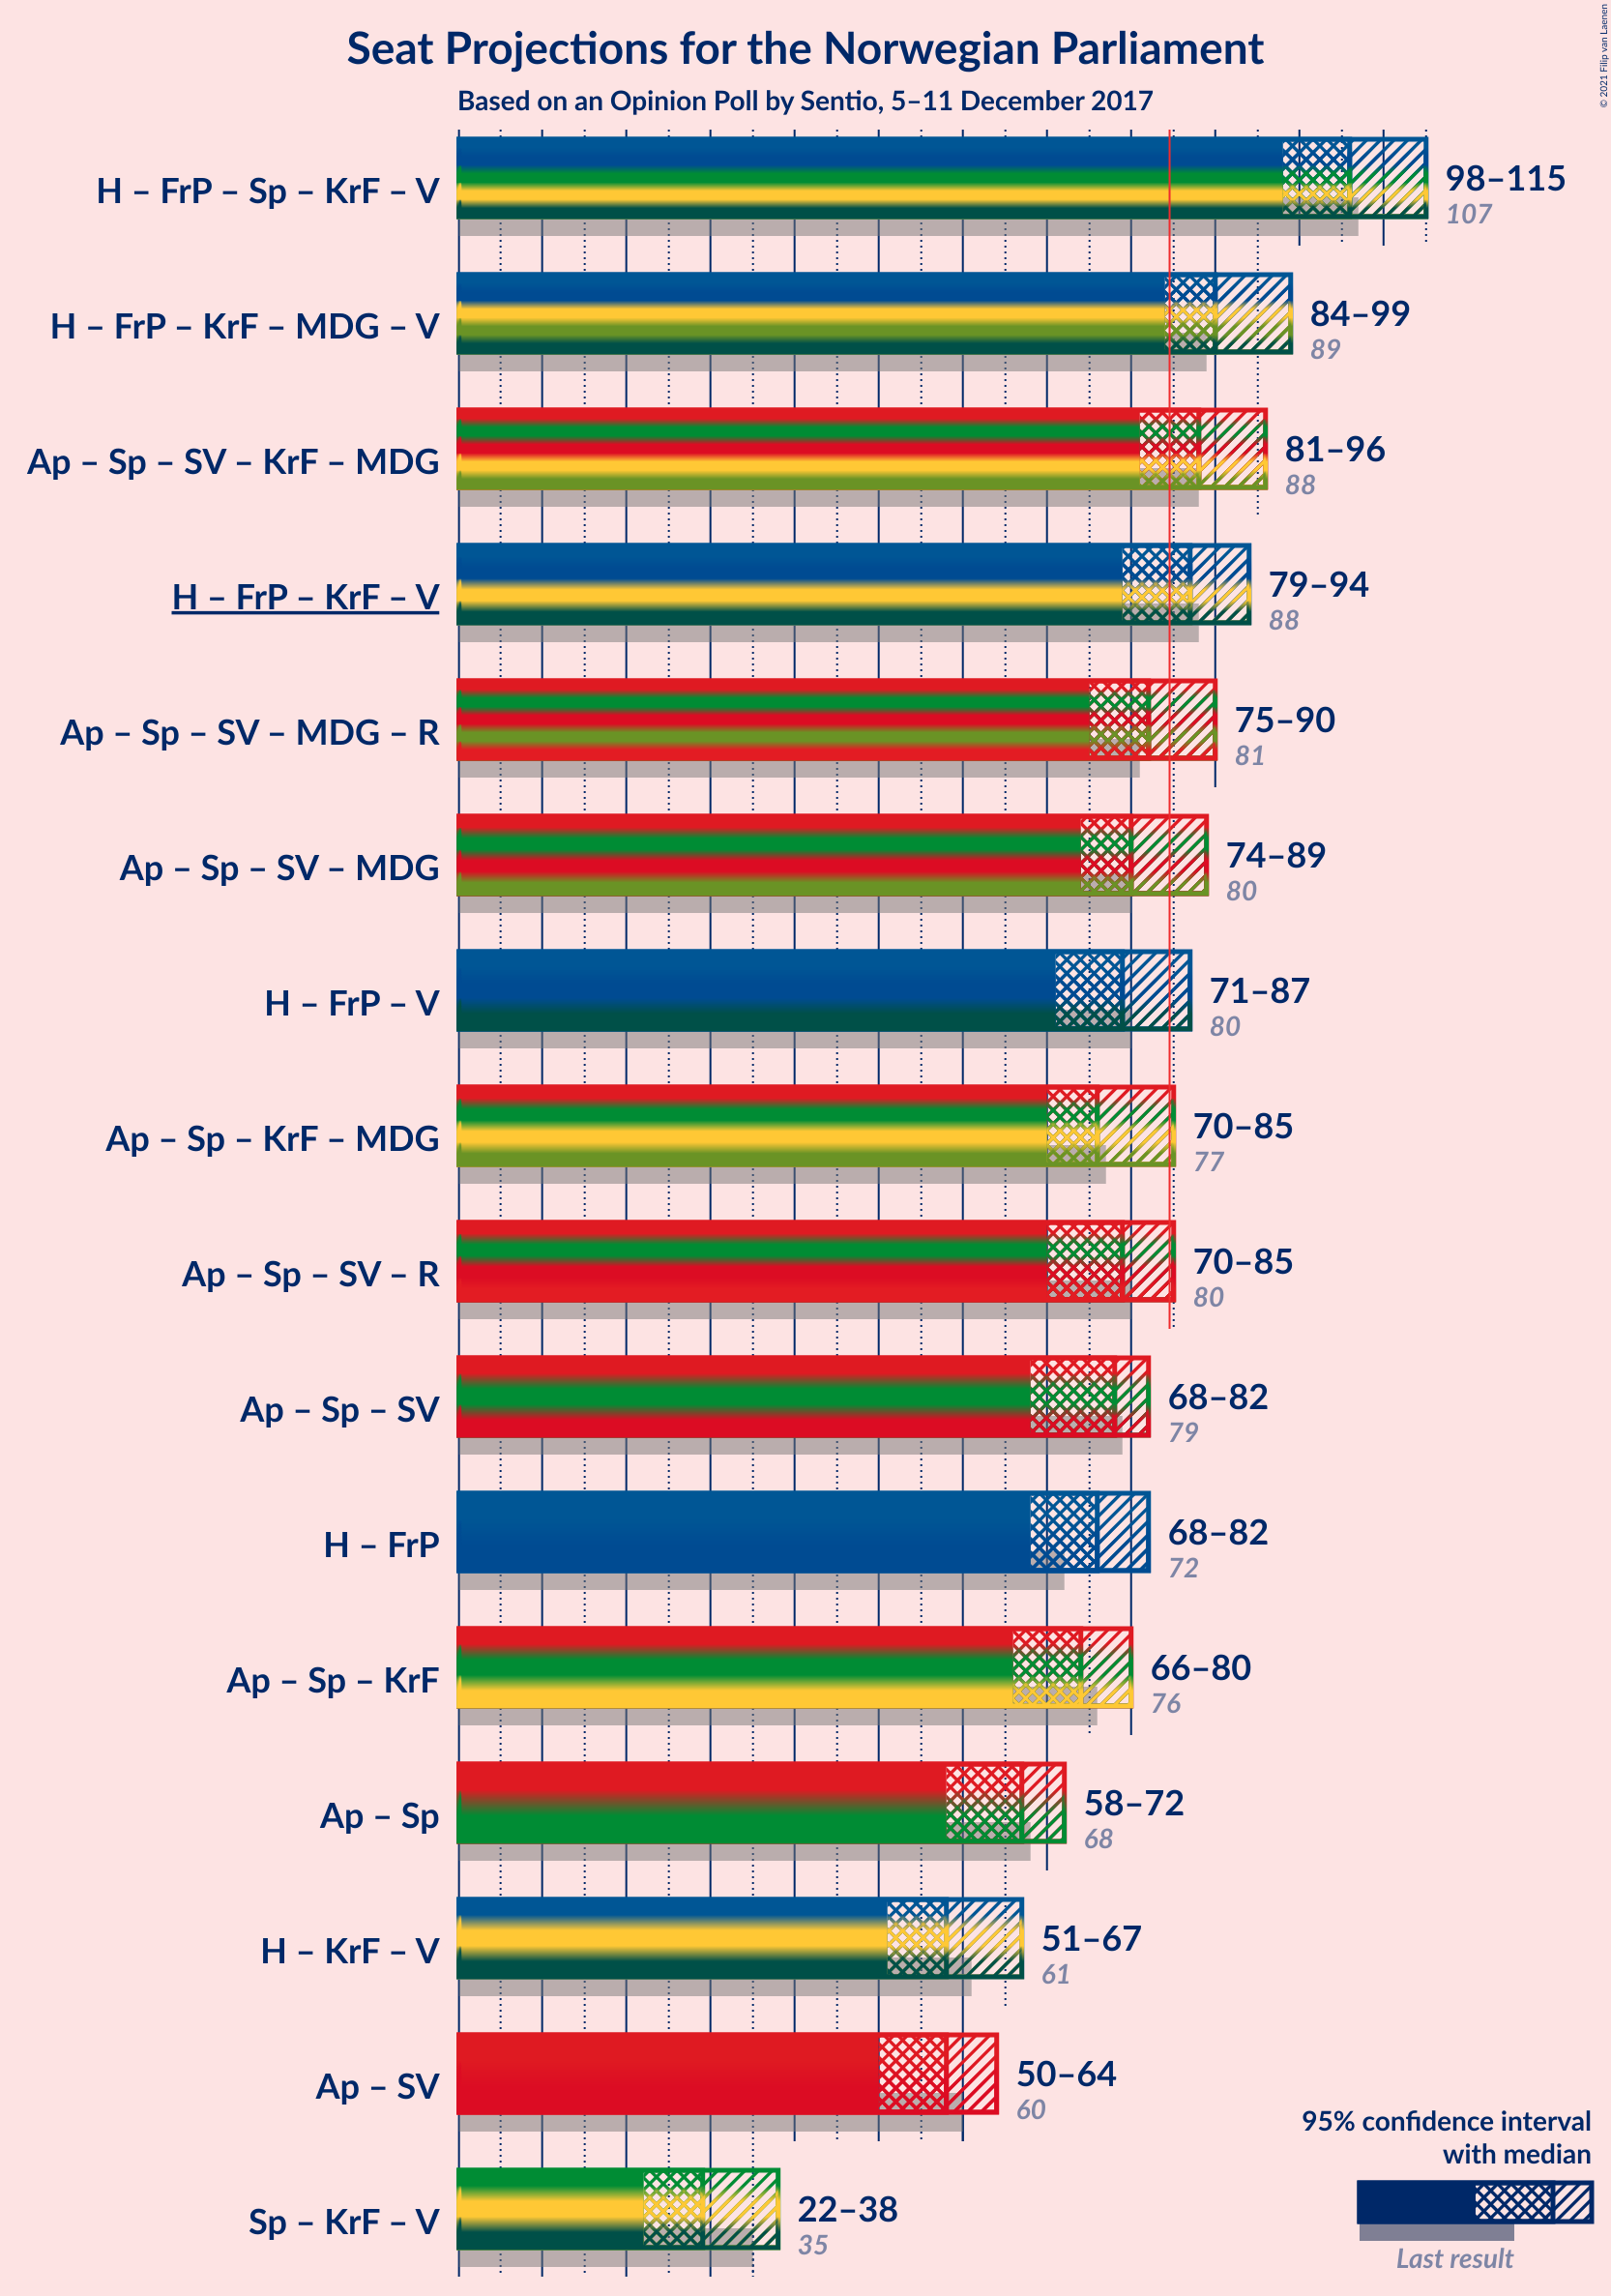 Seat Projections for the Norwegian Parliament
Based on an Opinion Poll by Sentio, 5–11 December 2017
© 2021 Filip van Laenen
H – FrP – Sp – KrF – V
98–115
107
H – FrP – KrF – MDG – V
84–99
89
Ap – Sp – SV – KrF – MDG
81–96
88
H – FrP – KrF – V
79–94
88
Ap – Sp – SV – MDG – R
75–90
81
Ap – Sp – SV – MDG
74–89
80
H – FrP – V
71–87
80
Ap – Sp – KrF – MDG
70–85
77
Ap – Sp – SV – R
70–85
80
Ap – Sp – SV
68–82
79
H – FrP
68–82
72
Ap – Sp – KrF
66–80
76
Ap – Sp
58–72
68
H – KrF – V
51–67
61
Ap – SV
50–64
60
Sp – KrF – V
22–38
35
95% confidence interval
with median
Last result